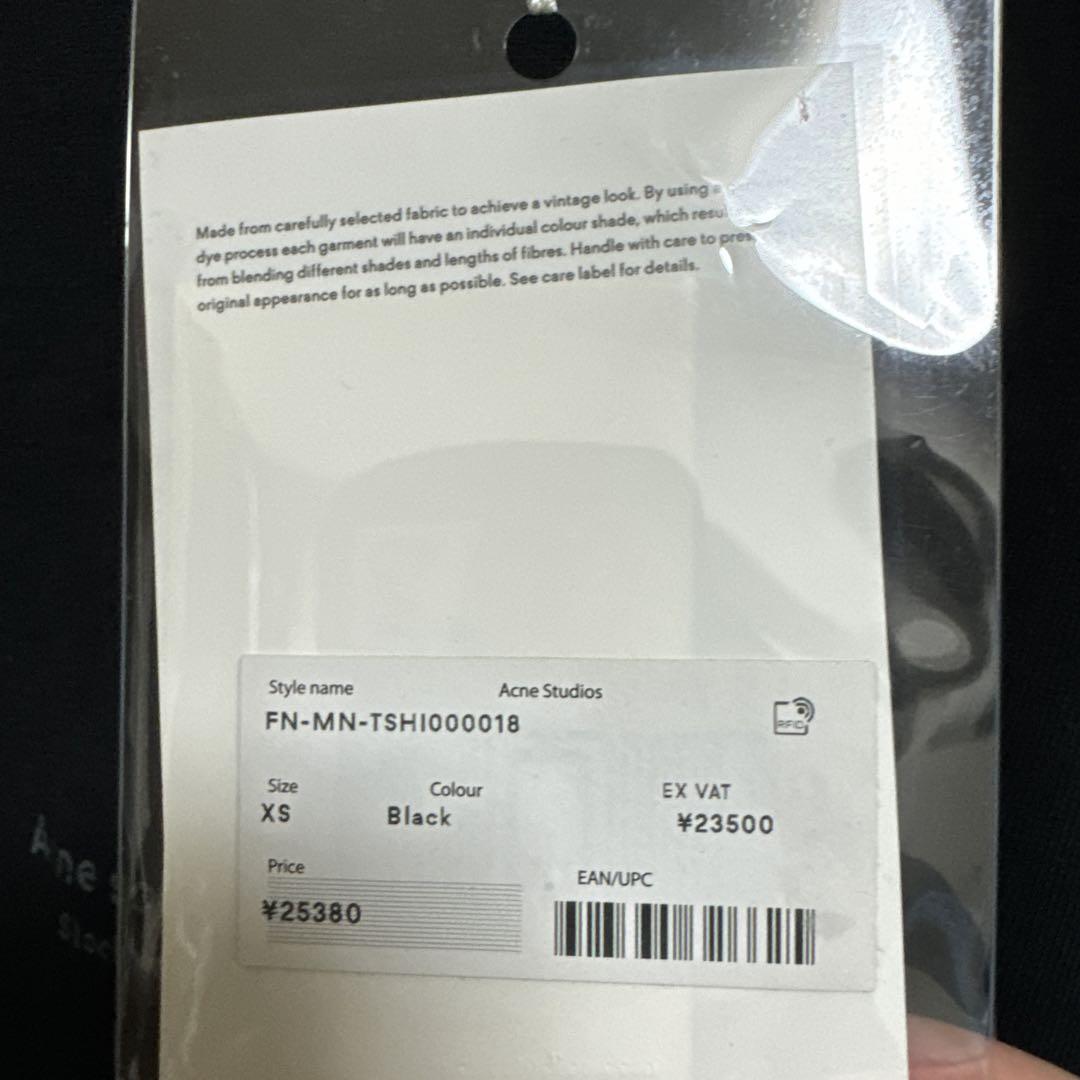 Made from carefully selected fabric to achieve a vintage look. By using
dye process each garment will have an individual colour shade, which resu
from blending different shades and lengths of fibres. Handle with care to pres
original appearance for as long as possible. See care label for details.
Style name Acne Studios
FN-MN-TSHI000018
RFID
Size Colour EX VAT
XS Black ¥23500
Price EAN/UPC
¥25380